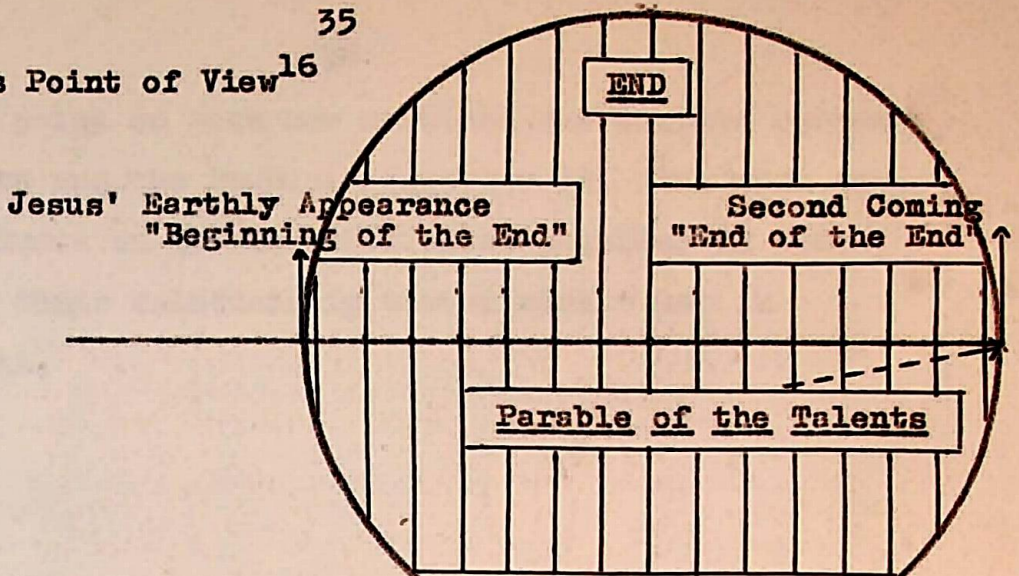 35
s Point of View16
END
Jesus' Earthly Appearance
"Beginning of the End"
Second Coming
"End of the End"
Parable of the Talents